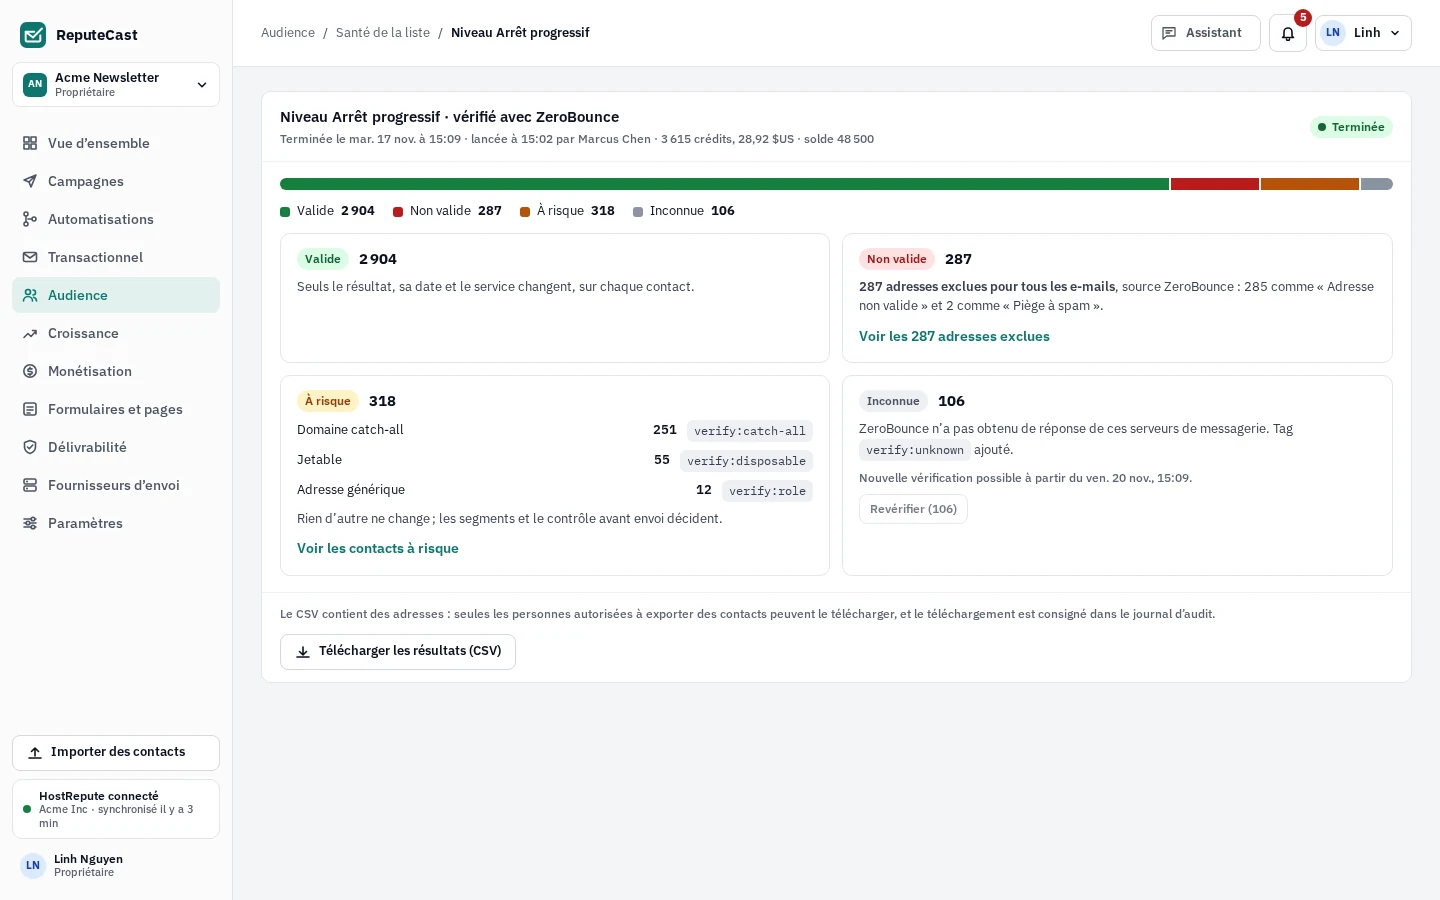 ReputeCast
AN
Acme Newsletter
Propriétaire
Vue d’ensemble
Campagnes
Automatisations
Transactionnel
Audience
Croissance
Monétisation
Formulaires et pages
Délivrabilité
Fournisseurs d’envoi
Paramètres
Importer des contacts
HostRepute connecté
Acme Inc · synchronisé il y a 3
min
LN
Linh Nguyen
Propriétaire
Audience / Santé de la liste / Niveau Arrêt progressif
Assistant
5
LN Linh
Niveau Arrêt progressif · vérifié avec ZeroBounce
Terminée le mar. 17 nov. à 15:09 · lancée à 15:02 par Marcus Chen · 3 615 crédits, 28,92 $US · solde 48 500
Terminée
Valide 2 904 Non valide 287 À risque 318 Inconnue 106
Valide 2 904
Seuls le résultat, sa date et le service changent, sur chaque contact.
Non valide 287
287 adresses exclues pour tous les e-mails, source ZeroBounce : 285 comme « Adresse
non valide » et 2 comme « Piège à spam ».
Voir les 287 adresses exclues
À risque 318
Domaine catch-all 251 verify:catch-all
Jetable 55 verify:disposable
Adresse générique 12 verify:role
Rien d’autre ne change ; les segments et le contrôle avant envoi décident.
Voir les contacts à risque
Inconnue 106
ZeroBounce n’a pas obtenu de réponse de ces serveurs de messagerie. Tag
verify:unknown ajouté.
Nouvelle vérification possible à partir du ven. 20 nov., 15:09.
Revérifier (106)
Le CSV contient des adresses : seules les personnes autorisées à exporter des contacts peuvent le télécharger, et le téléchargement est consigné dans le journal d’audit.
Télécharger les résultats (CSV)